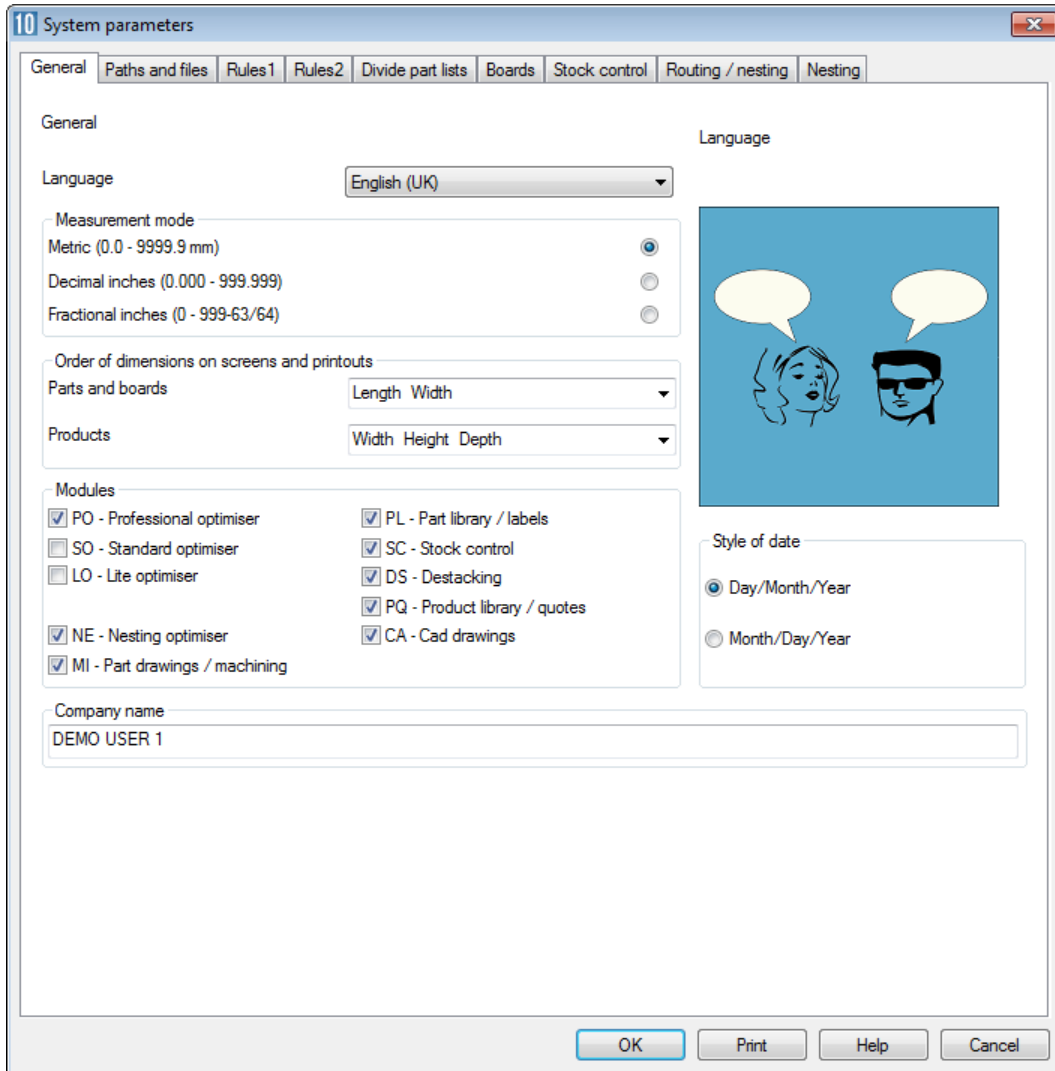 10 System parameters
General Paths and files Rules1 Rules2 Divide part lists Boards Stock control Routing / nesting Nesting
General
Language
Language English (UK)
Measurement mode
Metric (0.0 - 9999.9 mm)
Decimal inches (0.000 - 999.999)
Fractional inches (0 - 999-63/64)
Order of dimensions on screens and printouts
Parts and boards Length Width
Products Width Height Depth
Modules
PO - Professional optimiser PL - Part library / labels
SO - Standard optimiser SC - Stock control
LO - Lite optimiser DS - Destacking
PQ - Product library / quotes
NE - Nesting optimiser CA - Cad drawings
MI - Part drawings / machining
Style of date
Day/Month/Year
Month/Day/Year
Company name
DEMO USER 1
OK Print Help Cancel